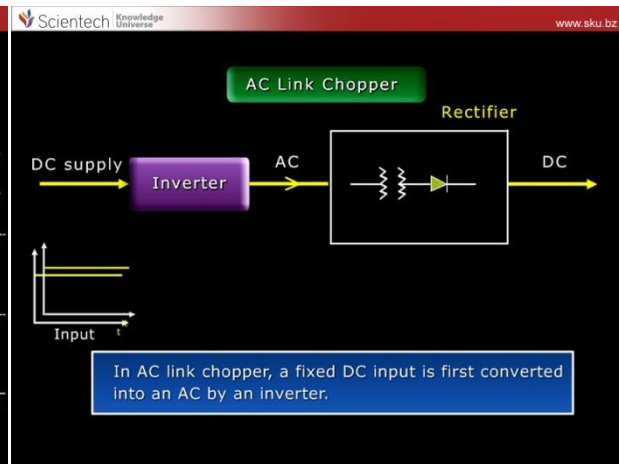 Scientech Knowledge Universe
www.sku.bz
AC Link Chopper
Rectifier
DC supply
Inverter
AC
DC
Input
t
In AC link chopper, a fixed DC input is first converted
into an AC by an inverter.